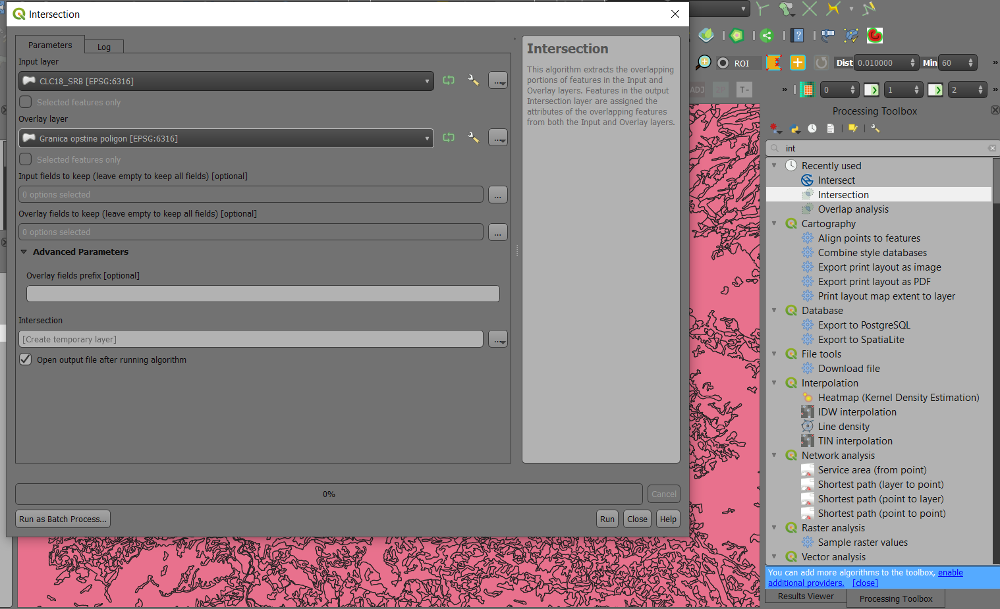 Intersection
Parameters
Log
Input layer
CLC18_SRB [EPSG:6316]
...
Selected features only
Overlay layer
Granica opstine poligon [EPSG:6316]
...
Selected features only
Input fields to keep (leave empty to keep all fields) [optional]
0 options selected
...
Overlay fields to keep (leave empty to keep all fields) [optional]
0 options selected
...
Advanced Parameters
Overlay fields prefix [optional]
Intersection
[Create temporary layer]
...
Open output file after running algorithm
0%
Cancel
Run as Batch Process...
Run
Close
Help
Intersection
This algorithm extracts the overlapping
portions of features in the Input and
Overlay layers. Features in the output
Intersection layer are assigned the
attributes of the overlapping features
from both the Input and Overlay layers.
ROI
Dist 0.010000
Min 60
»
ADJ
T-
»
0
1
2
»
Processing Toolbox
int
Recently used
Intersect
Intersection
Overlap analysis
Cartography
Align points to features
Combine style databases
Export print layout as image
Export print layout as PDF
Print layout map extent to layer
Database
Export to PostgreSQL
Export to SpatiaLite
File tools
Download file
Interpolation
Heatmap (Kernel Density Estimation)
IDW interpolation
Line density
TIN interpolation
Network analysis
Service area (from point)
Shortest path (layer to point)
Shortest path (point to layer)
Shortest path (point to point)
Raster analysis
Sample raster values
Vector analysis
You can add more algorithms to the toolbox, enable
additional providers. [close]
Results Viewer
Processing Toolbox